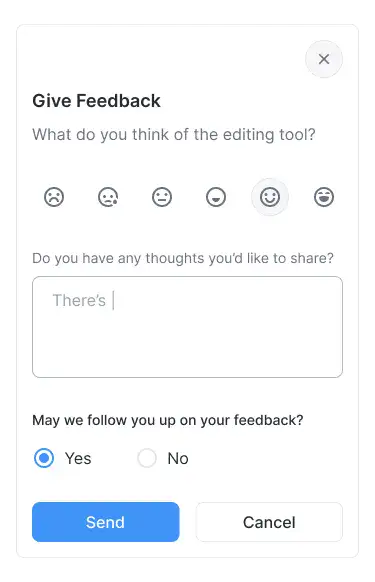 Give Feedback
What do you think of the editing tool?
Do you have any thoughts you’d like to share?
There’s
May we follow you up on your feedback?
Yes No
Send Cancel